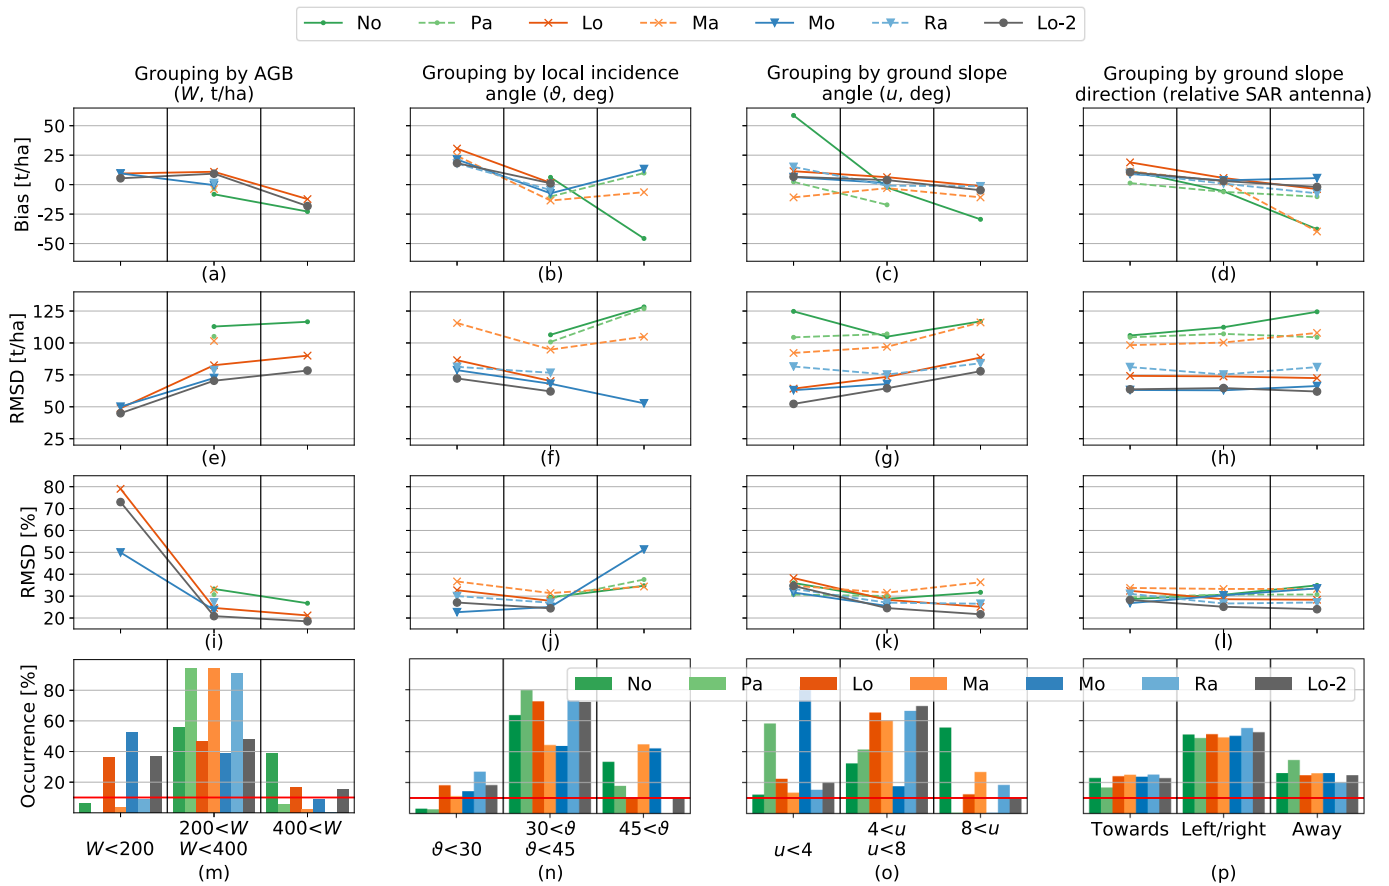 No Pa Lo Ma Mo Ra Lo-2
Grouping by AGB
(W, t/ha)
Grouping by local incidence
angle (ϑ, deg)
Grouping by ground slope
angle (u, deg)
Grouping by ground slope
direction (relative SAR antenna)
Bias [t/ha]
50
25
0
-25
-50
(a) (b) (c) (d)
RMSD [t/ha]
125
100
75
50
25
(e) (f) (g) (h)
RMSD [%]
80
70
60
50
40
30
20
(i) (j) (k) (l)
No Pa Lo Ma Mo Ra Lo-2
Occurrence [%]
80
60
40
20
W<200
200<W
W<400
400<W
ϑ<30
30<ϑ
ϑ<45
45<ϑ
u<4
4<u
u<8
8<u
Towards Left/right Away
(m) (n) (o) (p)